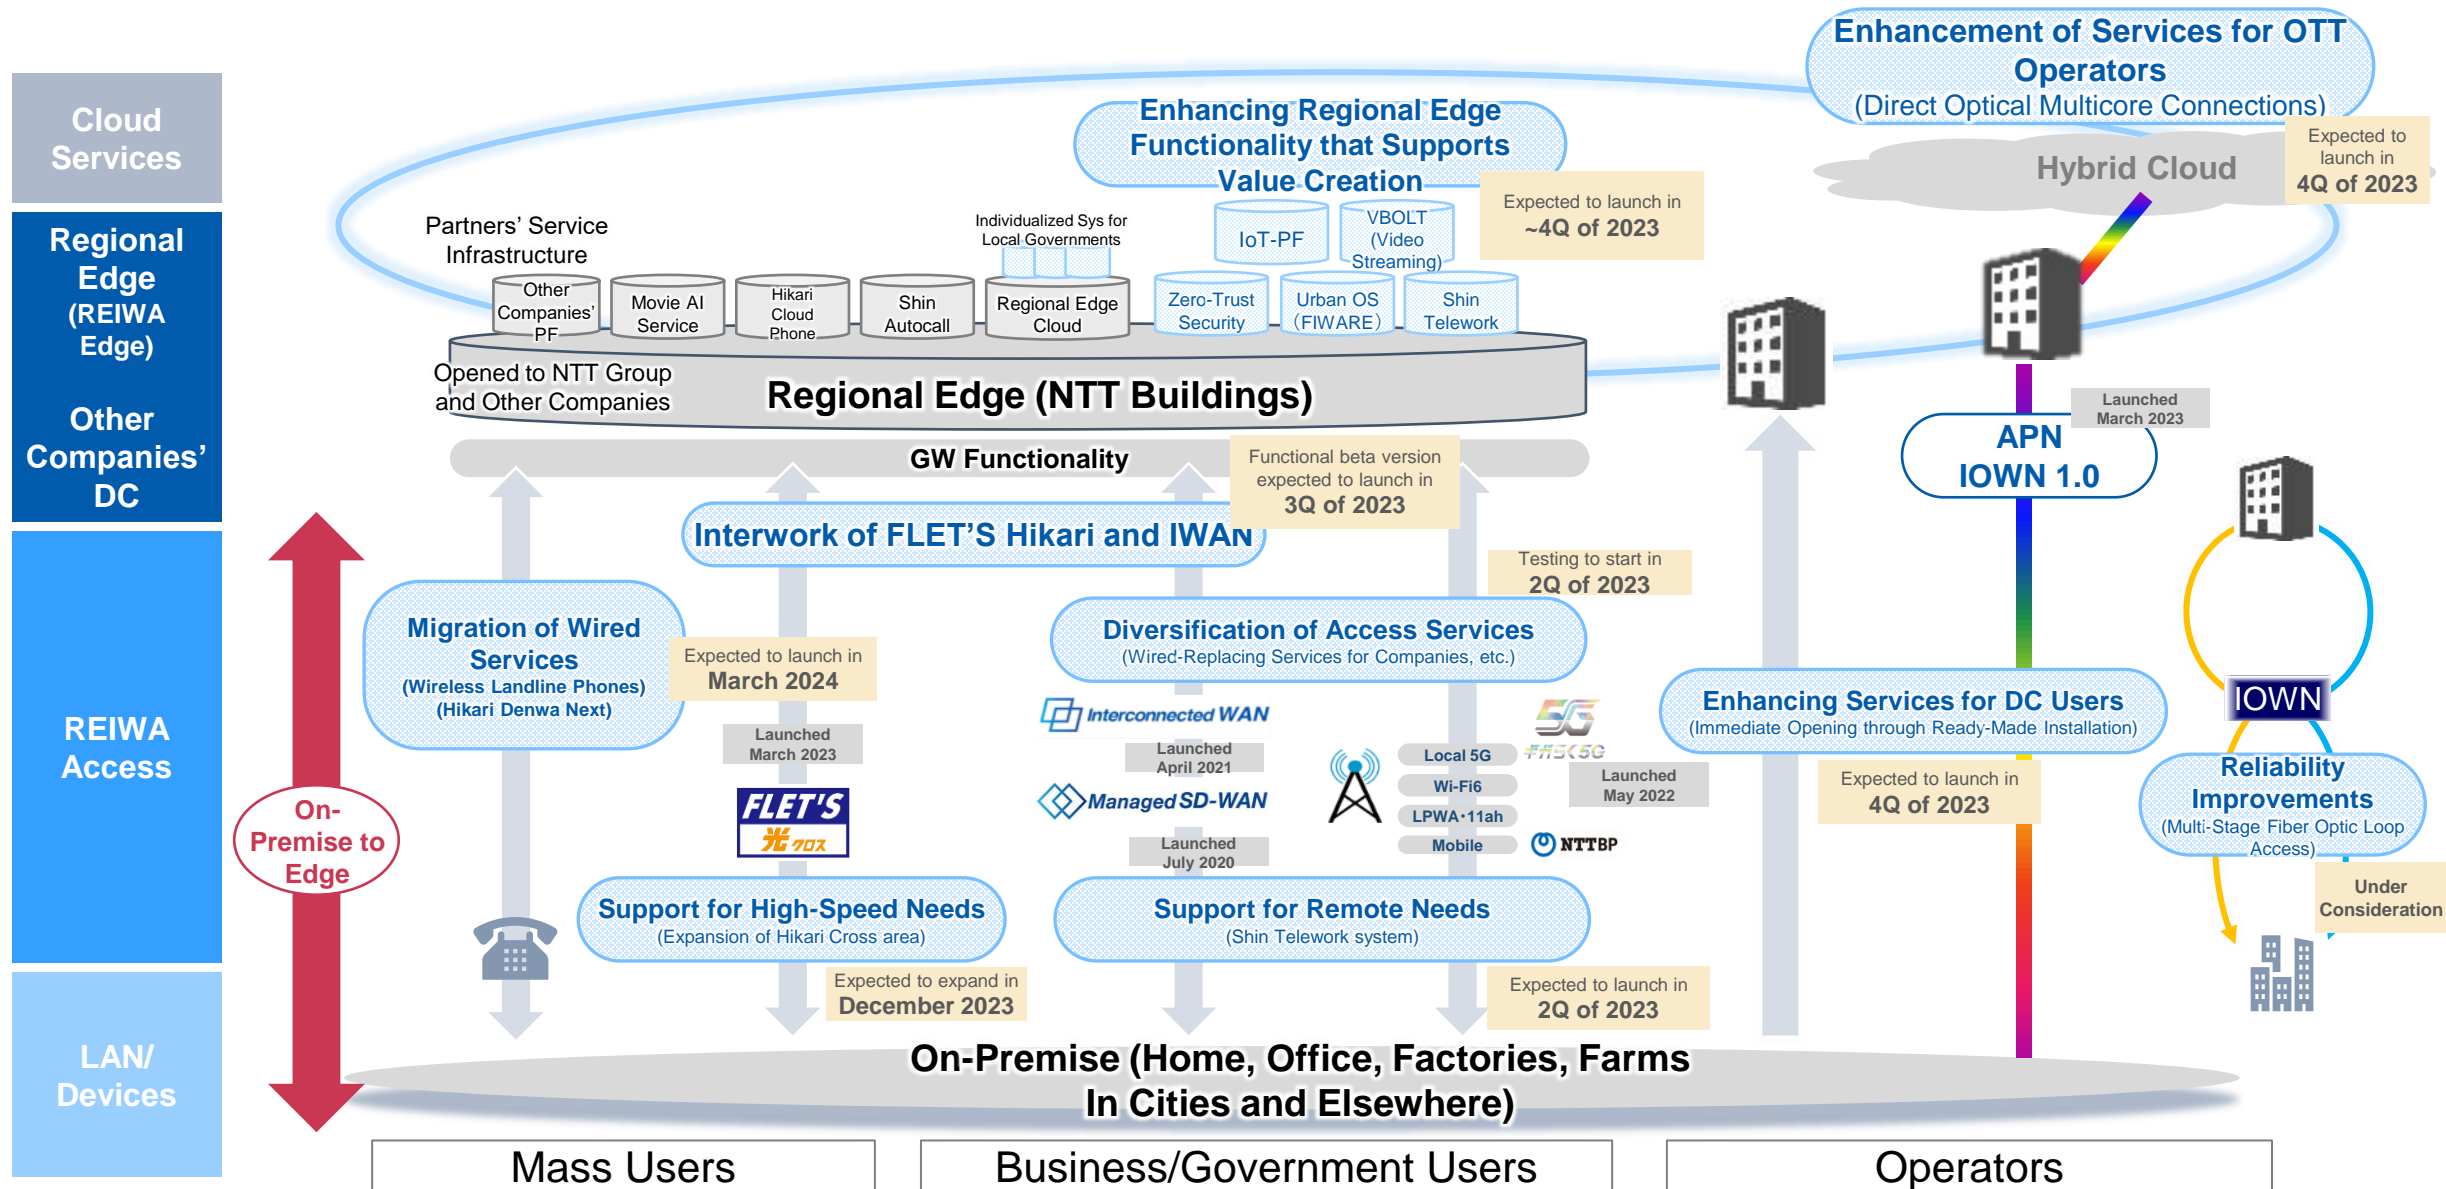 Enhancement of Services for OTT
Operators
(Direct Optical Multicore Connections)
Expected to
launch in
4Q of 2023
Hybrid Cloud
Cloud
Services
Enhancing Regional Edge
Functionality that Supports
Value Creation
Expected to launch in
~4Q of 2023
Regional
Edge
(REIWA
Edge)
Other
Companies'
DC
Partners' Service
Infrastructure
Individualized Sys for
Local Governments
IoT-PF
VBOLT
(Video
Streaming)
Other
Companies'
PF
Movie AI
Service
Hikari
Cloud
Phone
Shin
Autocall
Regional Edge
Cloud
Zero-Trust
Security
Urban OS
（FIWARE）
Shin
Telework
Opened to NTT Group
and Other Companies
Regional Edge (NTT Buildings)
Launched
March 2023
APN
IOWN 1.0
GW Functionality
Functional beta version
expected to launch in
3Q of 2023
Interwork of FLET'S Hikari and IWAN
Testing to start in
2Q of 2023
REIWA
Access
Migration of Wired
Services
(Wireless Landline Phones)
(Hikari Denwa Next)
Expected to launch in
March 2024
Launched
March 2023
FLET'S
光クロス
Diversification of Access Services
(Wired-Replacing Services for Companies, etc.)
Interconnected WAN
Launched
April 2021
Managed SD-WAN
Launched
July 2020
5G
Local 5G
Wi-Fi6
LPWA・11ah
Mobile
Launched
May 2022
NTTBP
Enhancing Services for DC Users
(Immediate Opening through Ready-Made Installation)
Expected to launch in
4Q of 2023
IOWN
Reliability
Improvements
(Multi-Stage Fiber Optic Loop
Access)
Under
Consideration
On-
Premise to
Edge
Support for High-Speed Needs
(Expansion of Hikari Cross area)
Expected to expand in
December 2023
Support for Remote Needs
(Shin Telework system)
Expected to launch in
2Q of 2023
LAN/
Devices
On-Premise (Home, Office, Factories, Farms
In Cities and Elsewhere)
Mass Users
Business/Government Users
Operators